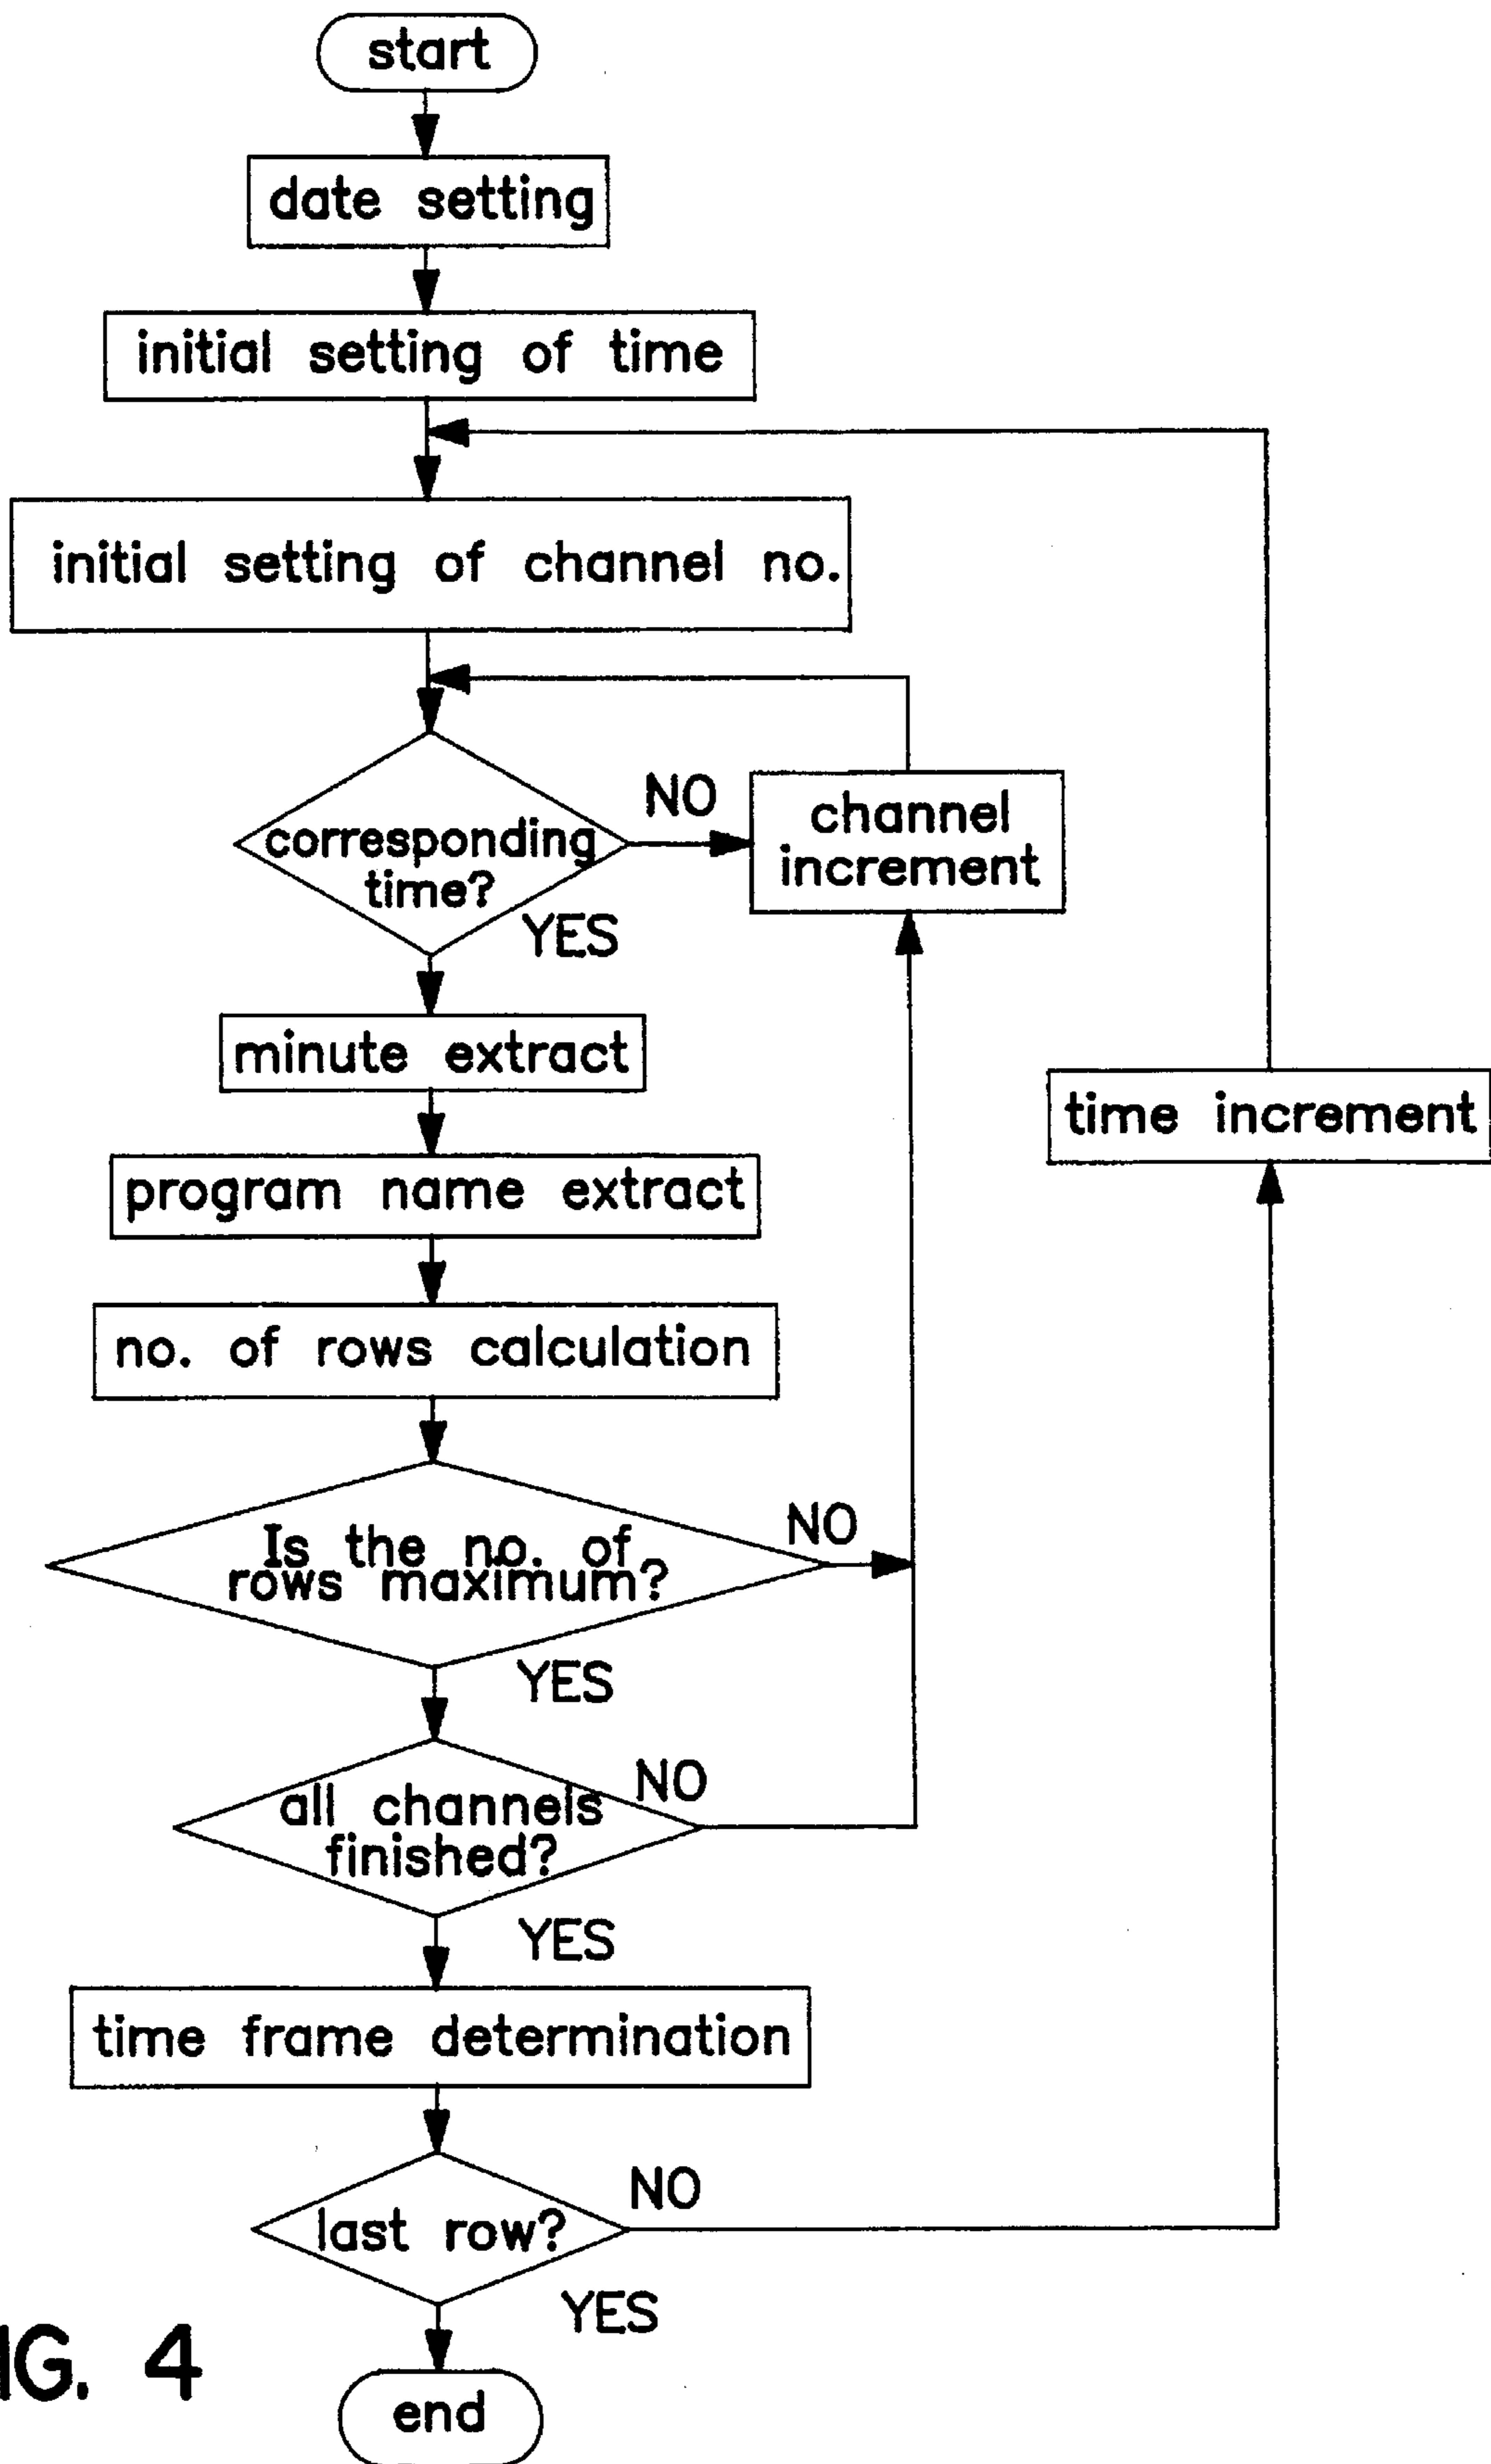 start
date setting
initial setting of time
initial setting of channel no.
corresponding
time?
NO
channel
increment
YES
minute extract
time increment
program name extract
no. of rows calculation
Is the no. of
rows maximum?
NO
YES
all channels
finished?
NO
YES
time frame determination
last row?
NO
YES
IG. 4
end